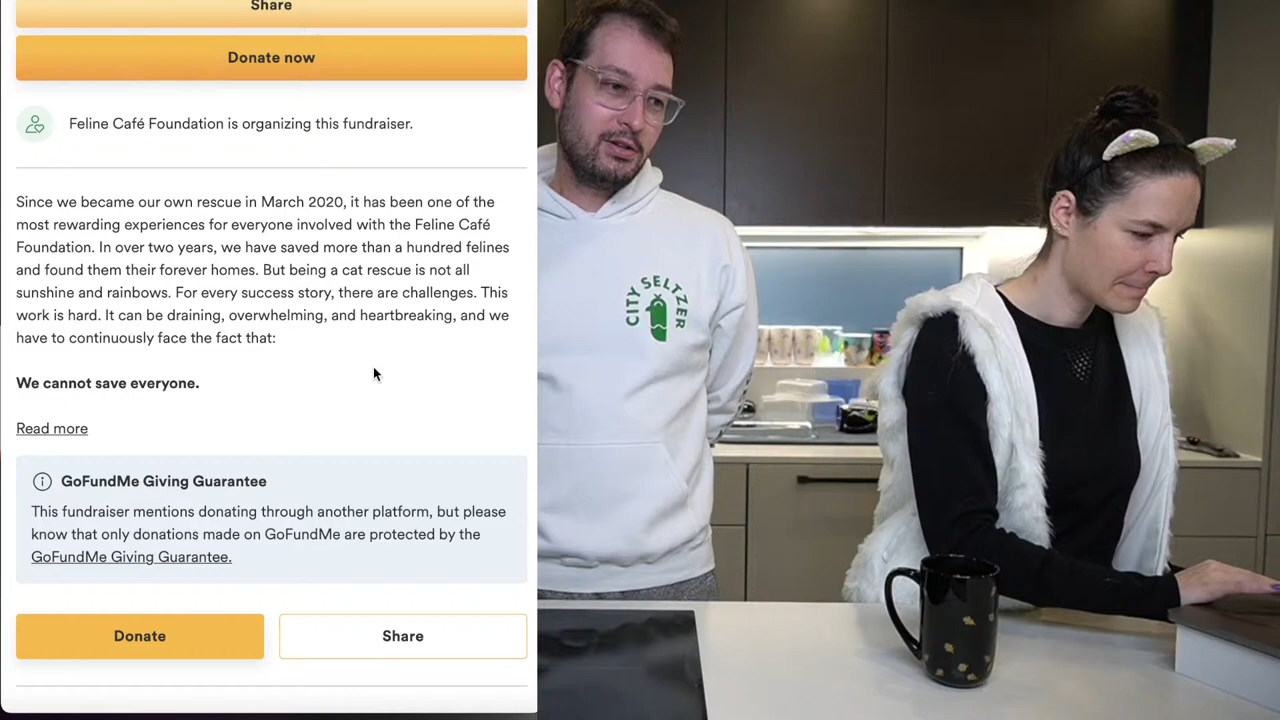 Share
Donate now
Feline Café Foundation is organizing this fundraiser.
Since we became our own rescue in March 2020, it has been one of the
most rewarding experiences for everyone involved with the Feline Café
Foundation. In over two years, we have saved more than a hundred felines
and found them their forever homes. But being a cat rescue is not all
sunshine and rainbows. For every success story, there are challenges. This
work is hard. It can be draining, overwhelming, and heartbreaking, and we
have to continuously face the fact that:
We cannot save everyone.
Read more
GoFundMe Giving Guarantee
This fundraiser mentions donating through another platform, but please
know that only donations made on GoFundMe are protected by the
GoFundMe Giving Guarantee.
Donate
Share
CITY SELTZER